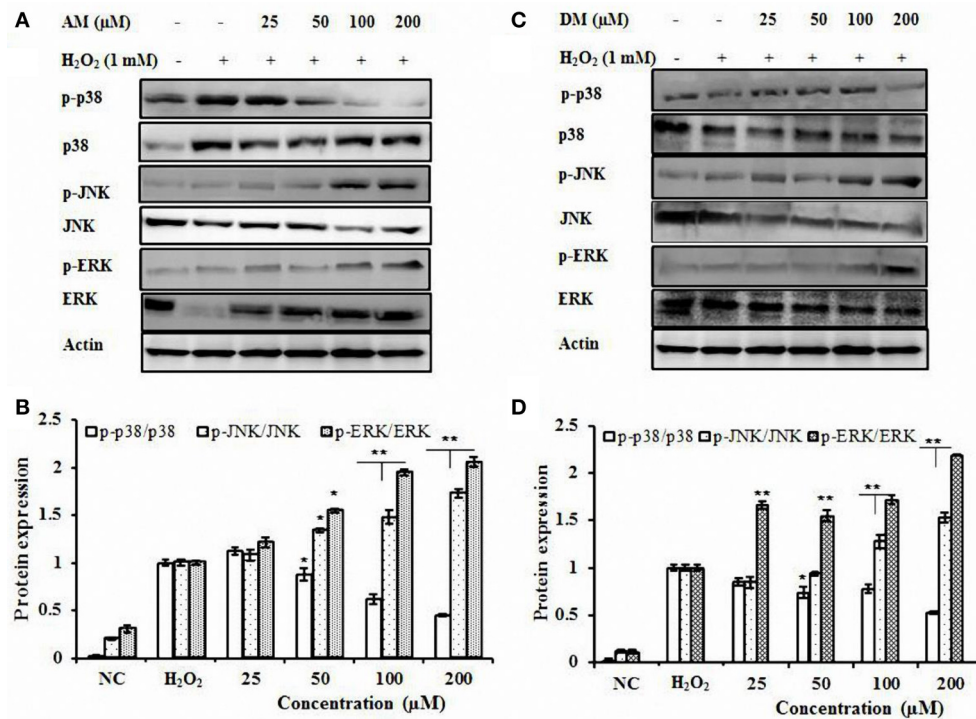 A
AM (µM) - - 25 50 100 200
H₂O₂ (1 mM) - + + + + +
p-p38
p38
p-JNK
JNK
p-ERK
ERK
Actin
C
DM (µM) - - 25 50 100 200
H₂O₂ (1 mM) - + + + + +
p-p38
p38
p-JNK
JNK
p-ERK
ERK
Actin
B
Protein expression
2.5
2
1.5
1
0.5
0
p-p38/p38 p-JNK/JNK p-ERK/ERK
* * * ** **
NC H₂O₂ 25 50 100 200
Concentration (µM)
D
Protein expression
2.5
2
1.5
1
0.5
0
p-p38/p38 p-JNK/JNK p-ERK/ERK
** * ** ** **
NC H₂O₂ 25 50 100 200
Concentration (µM)